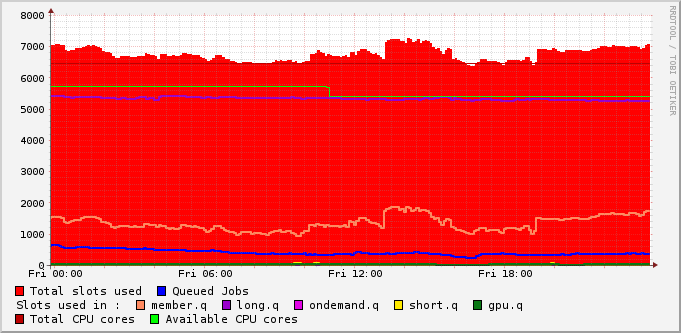 8000
7000
6000
5000
4000
3000
2000
1000
0
Fri 00:00 Fri 06:00 Fri 12:00 Fri 18:00
Total slots used Queued Jobs
Slots used in : member.q long.q ondemand.q short.q gpu.q
Total CPU cores Available CPU cores
RRDTOOL / TOBI OETIKER